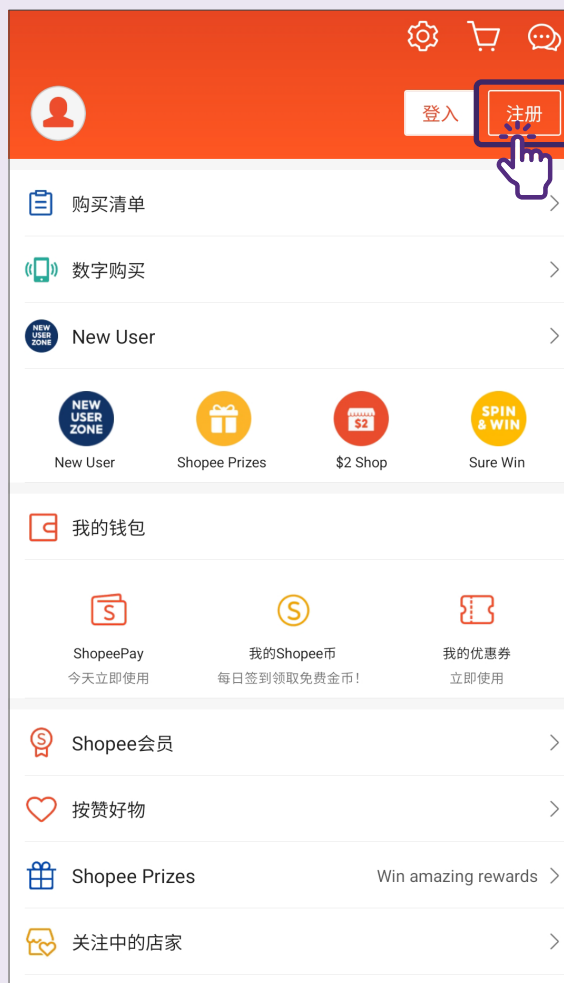 登入
注册
购买清单
数字购买
NEW
USER
ZONE
New User
NEW
USER
ZONE
$2
SPIN
& WIN
New User
Shopee Prizes
$2 Shop
Sure Win
我的钱包
S
S
ShopeePay
我的Shopee币
我的优惠券
今天立即使用
每日签到领取免费金币！
立即使用
S
Shopee会员
按赞好物
Shopee Prizes
Win amazing rewards
关注中的店家